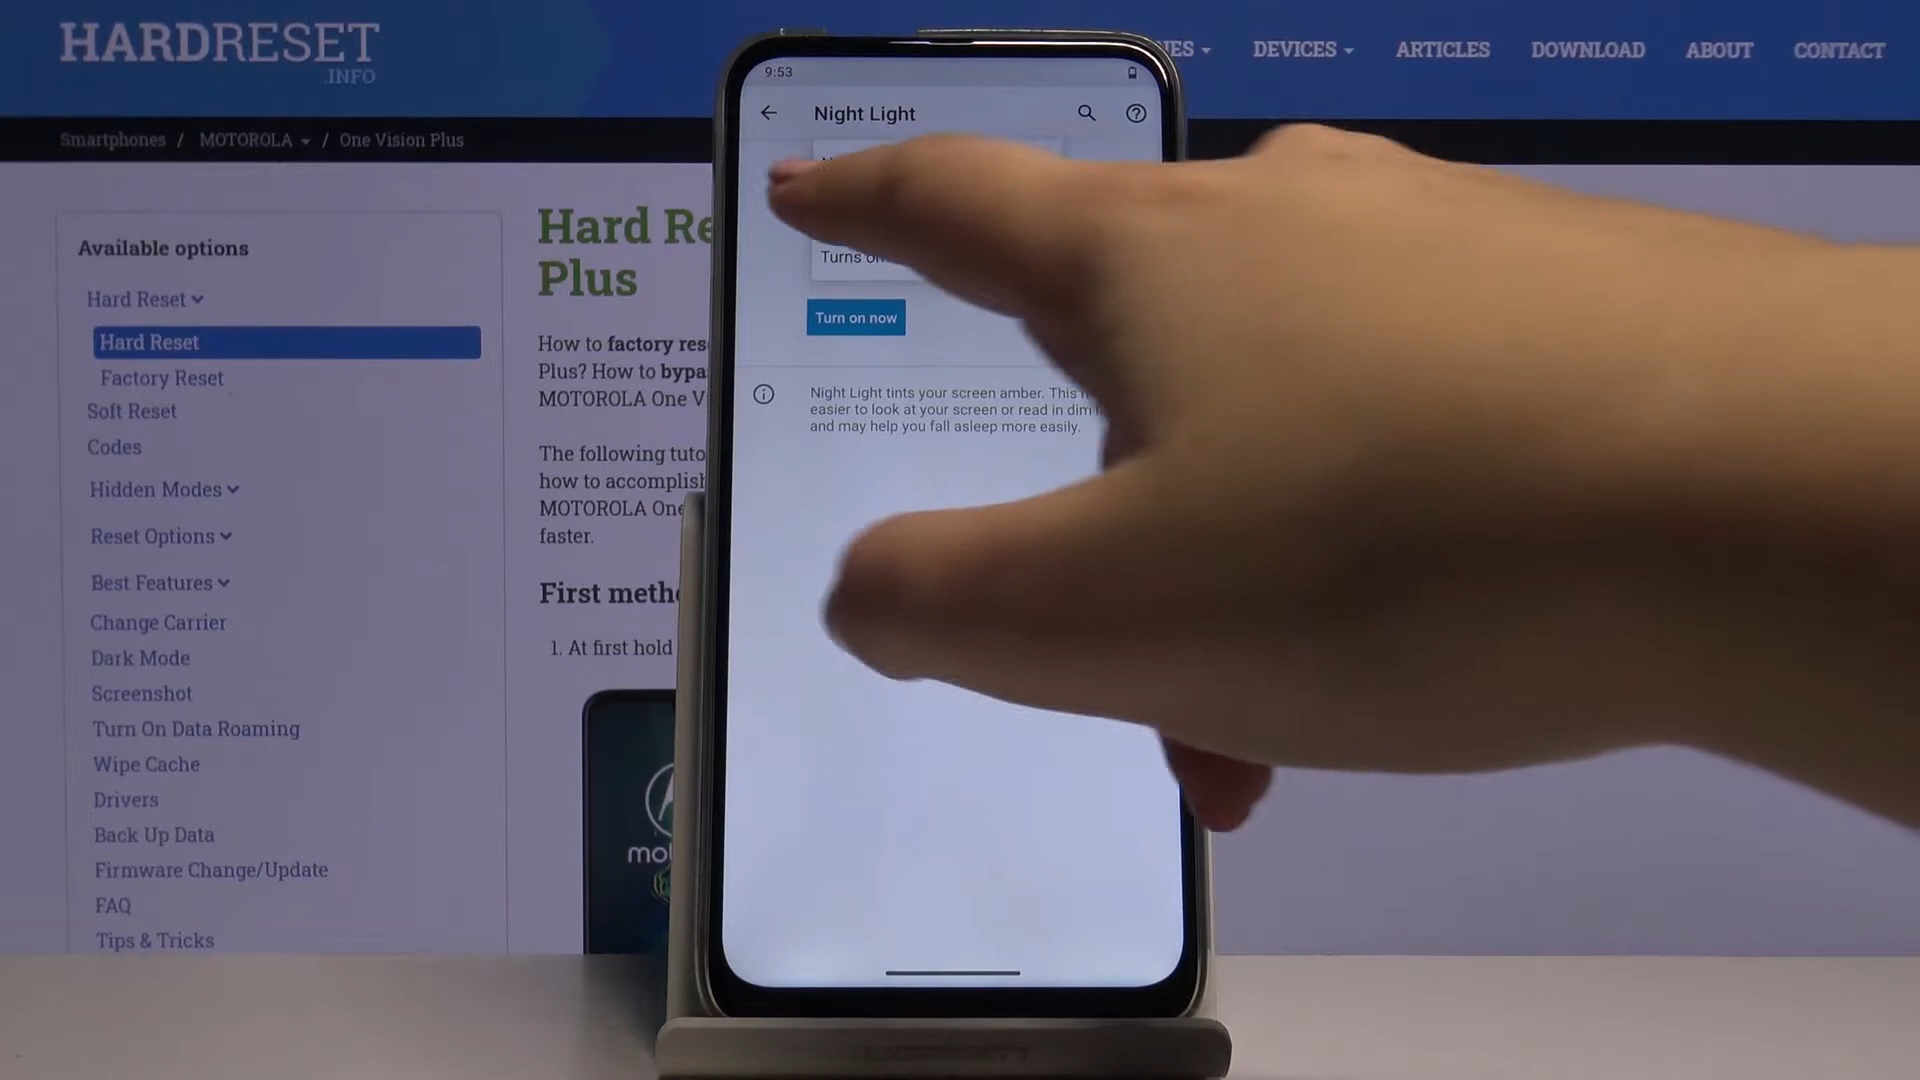 HARDRESET
.INFO
DEVICES
ARTICLES
DOWNLOAD
ABOUT
CONTACT
Smartphones / MOTOROLA / One Vision Plus
Available options
Hard Reset
Hard Reset
Factory Reset
Soft Reset
Codes
Hidden Modes
Reset Options
Best Features
Change Carrier
Dark Mode
Screenshot
Turn On Data Roaming
Wipe Cache
Drivers
Back Up Data
Firmware Change/Update
FAQ
Tips & Tricks
Hard Re
Plus
How to factory res
Plus? How to bypa
MOTOROLA One V
The following tuto
how to accomplish
MOTOROLA One
faster.
First meth
1. At first hold
9:53
Night Light
Turns
Turn on now
Night Light tints your screen amber. This
easier to look at your screen or read in dim
and may help you fall asleep more easily.